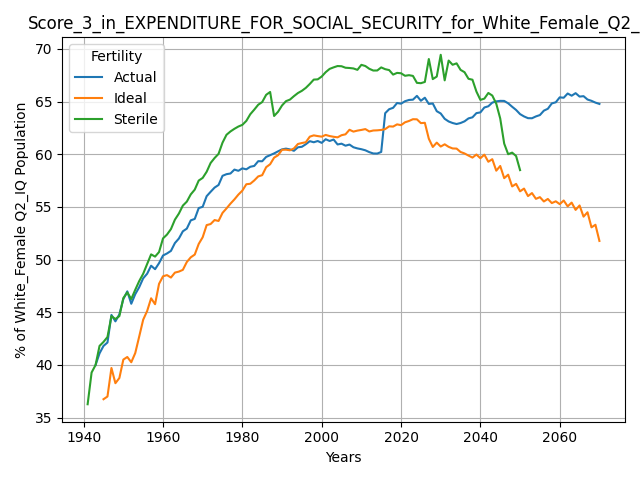 Score_3_in_EXPENDITURE_FOR_SOCIAL_SECURITY_for_White_Female_Q2_
Fertility
Actual
Ideal
Sterile
% of White_Female Q2_IQ Population
70
65
60
55
50
45
40
35
1940 1960 1980 2000 2020 2040 2060
Years